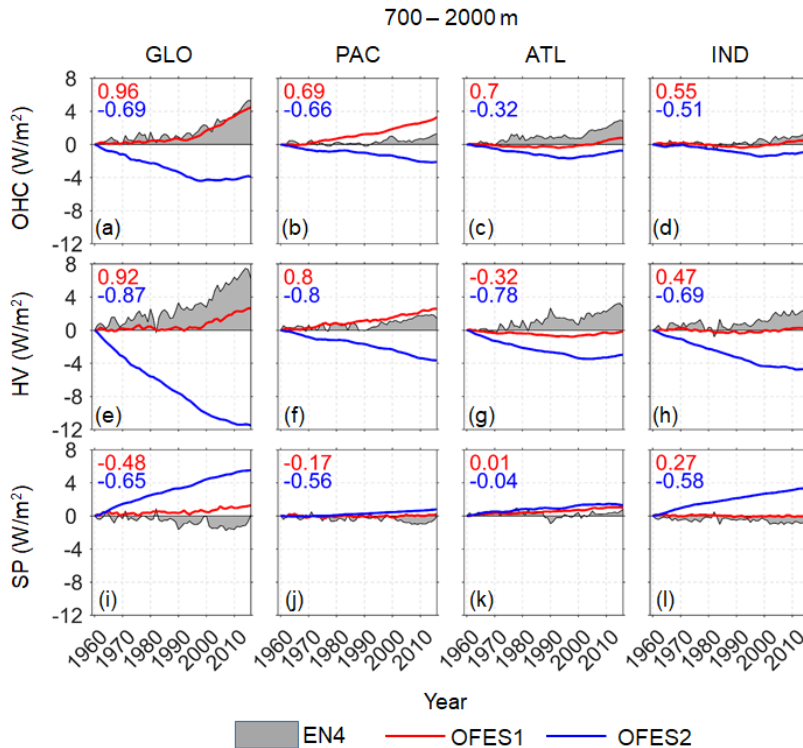 700 – 2000 m
GLO PAC ATL IND
OHC (W/m²)
8
4
0
-4
-8
-12
0.96
-0.69
(a)
0.69
-0.66
(b)
0.7
-0.32
(c)
0.55
-0.51
(d)
HV (W/m²)
8
4
0
-4
-8
-12
0.92
-0.87
(e)
0.8
-0.8
(f)
-0.32
-0.78
(g)
0.47
-0.69
(h)
SP (W/m²)
8
4
0
-4
-8
-12
-0.48
-0.65
(i)
-0.17
-0.56
(j)
0.01
-0.04
(k)
0.27
-0.58
(l)
1960 1970 1980 1990 2000 2010 1960 1970 1980 1990 2000 2010 1960 1970 1980 1990 2000 2010 1960 1970 1980 1990 2000 2010
Year
EN4 OFES1 OFES2